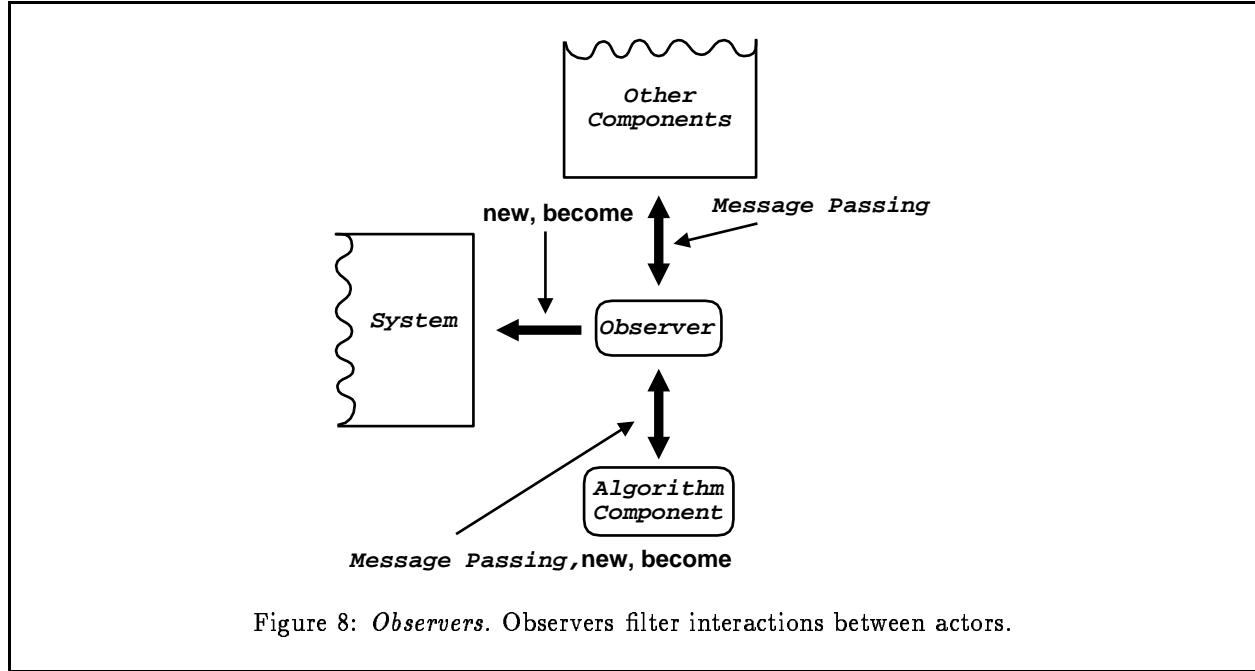 Other
Components
new, become
Message Passing
System
Observer
Algorithm
Component
Message Passing,new, become
Figure 8: Observers. Observers filter interactions between actors.